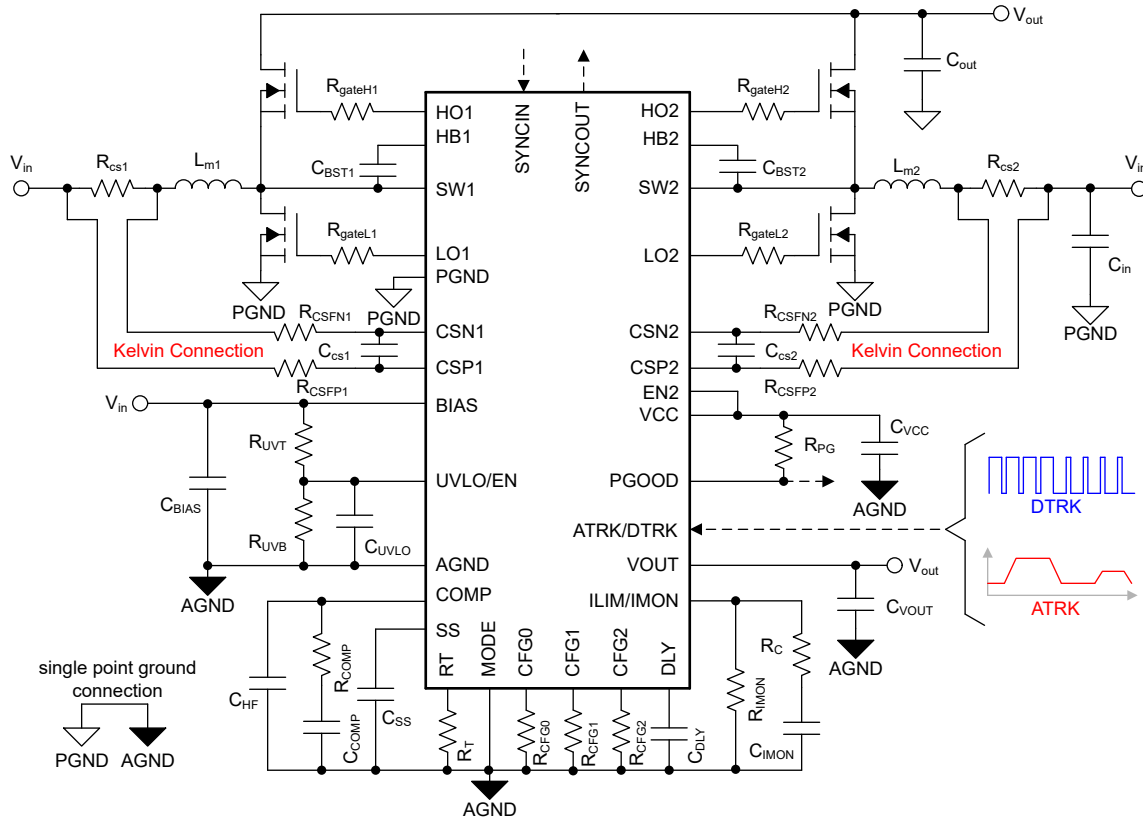 Vout
Cout
RgateH1
HO1
HB1
SYNCIN
SYNCOUT
HO2
HB2
RgateH2
Vin
Rcs1
Lm1
CBST1
SW1
SW2
CBST2
Lm2
Rcs2
Vin
RgateL1
LO1
PGND
LO2
RgateL2
Cin
PGND
PGND
PGND
PGND
RCSFN1
CSN1
CSN2
RCSFN2
Kelvin Connection
Ccs1
Ccs2
Kelvin Connection
CSP1
CSP2
RCSFP1
EN2
RCSFP2
Vin
BIAS
VCC
RUVT
RPG
CVCC
UVLO/EN
PGOOD
AGND
CBIAS
RUVB
CUVLO
ATRK/DTRK
DTRK
AGND
VOUT
Vout
AGND
COMP
ILIM/IMON
CVOUT
ATRK
SS
RT
MODE
CFG0
CFG1
CFG2
DLY
AGND
single point ground
connection
PGND
AGND
CHF
RCOMP
CCOMP
CSS
RT
RCFG0
RCFG1
RCFG2
CDLY
RIMON
RC
CIMON
AGND